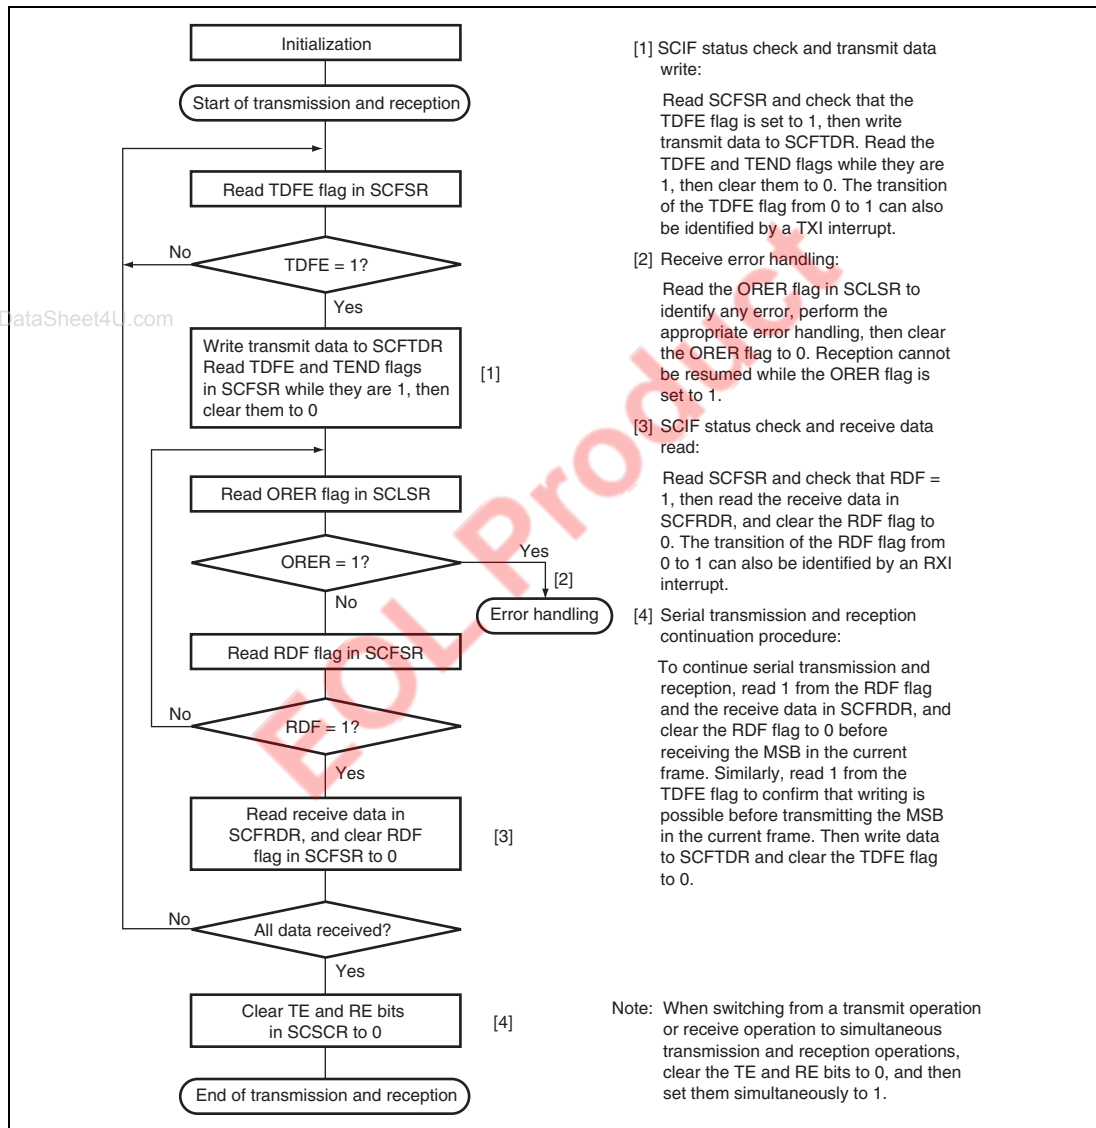 Initialization
Start of transmission and reception
Read TDFE flag in SCFSR
No
TDFE = 1?
Yes
Write transmit data to SCFTDR
Read TDFE and TEND flags
in SCFSR while they are 1, then
clear them to 0
[1]
Read ORER flag in SCLSR
ORER = 1?
Yes
[2]
No
Error handling
Read RDF flag in SCFSR
No
RDF = 1?
Yes
Read receive data in
SCFRDR, and clear RDF
flag in SCFSR to 0
[3]
No
All data received?
Yes
Clear TE and RE bits
in SCSCR to 0
[4]
End of transmission and reception
[1] SCIF status check and transmit data
write:
Read SCFSR and check that the
TDFE flag is set to 1, then write
transmit data to SCFTDR. Read the
TDFE and TEND flags while they are
1, then clear them to 0. The transition
of the TDFE flag from 0 to 1 can also
be identified by a TXI interrupt.
[2] Receive error handling:
Read the ORER flag in SCLSR to
identify any error, perform the
appropriate error handling, then clear
the ORER flag to 0. Reception cannot
be resumed while the ORER flag is
set to 1.
[3] SCIF status check and receive data
read:
Read SCFSR and check that RDF =
1, then read the receive data in
SCFRDR, and clear the RDF flag to
0. The transition of the RDF flag from
0 to 1 can also be identified by an RXI
interrupt.
[4] Serial transmission and reception
continuation procedure:
To continue serial transmission and
reception, read 1 from the RDF flag
and the receive data in SCFRDR, and
clear the RDF flag to 0 before
receiving the MSB in the current
frame. Similarly, read 1 from the
TDFE flag to confirm that writing is
possible before transmitting the MSB
in the current frame. Then write data
to SCFTDR and clear the TDFE flag
to 0.
Note: When switching from a transmit operation
or receive operation to simultaneous
transmission and reception operations,
clear the TE and RE bits to 0, and then
set them simultaneously to 1.
DataSheet4U.com
EOL Product